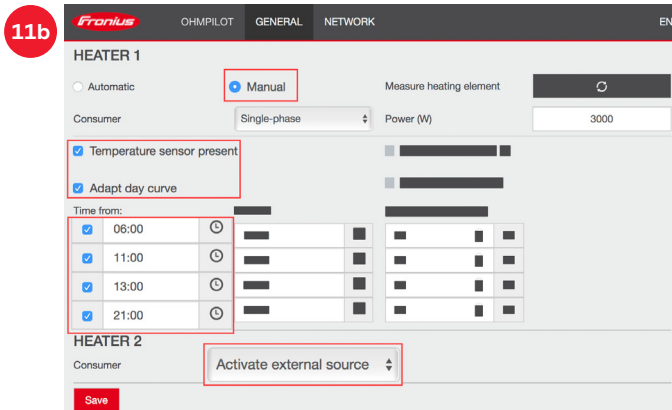 11b
Fronius OHMPILOT GENERAL NETWORK EN
HEATER 1
Automatic Manual Measure heating element
Consumer Single-phase Power (W) 3000
Temperature sensor present
Adapt day curve
Time from:
06:00
11:00
13:00
21:00
HEATER 2
Consumer Activate external source
Save